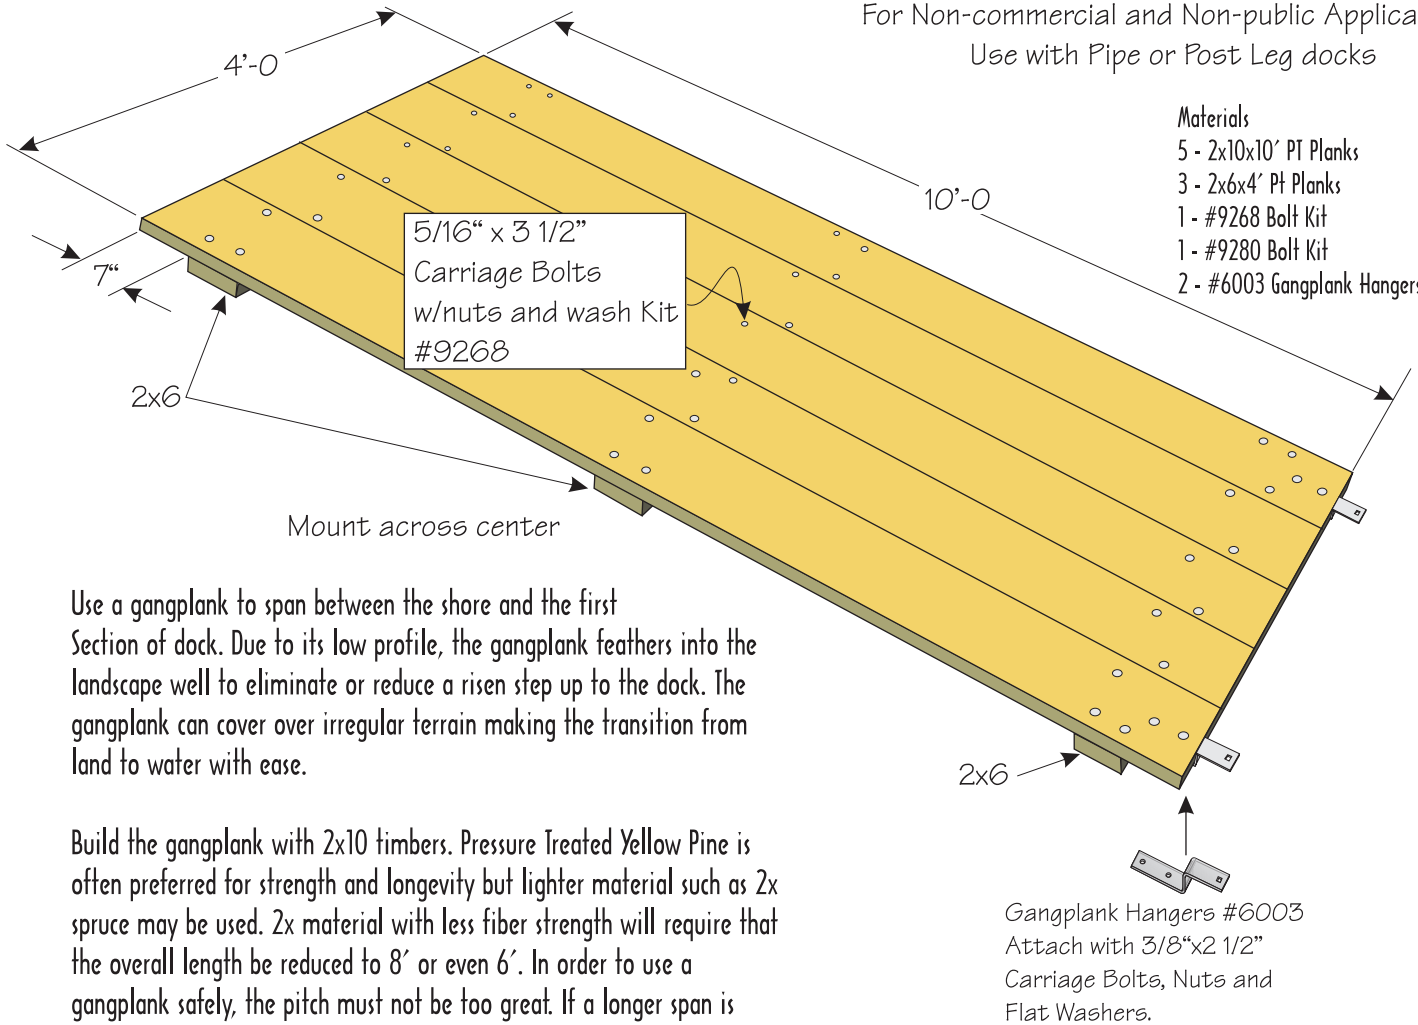 For Non-commercial and Non-public Applica
Use with Pipe or Post Leg docks
4'-0
10'-0
Materials
5 - 2x10x10′ PT Planks
3 - 2x6x4′ Pt Planks
1 - #9268 Bolt Kit
1 - #9280 Bolt Kit
2 - #6003 Gangplank Hangers
5/16“ x 3 1/2”
Carriage Bolts
w/nuts and wash Kit
#9268
7“
2x6
Mount across center
Use a gangplank to span between the shore and the first
Section of dock. Due to its low profile, the gangplank feathers into the
landscape well to eliminate or reduce a risen step up to the dock. The
gangplank can cover over irregular terrain making the transition from
land to water with ease.
Build the gangplank with 2x10 timbers. Pressure Treated Yellow Pine is
often preferred for strength and longevity but lighter material such as 2x
spruce may be used. 2x material with less fiber strength will require that
the overall length be reduced to 8′ or even 6′. In order to use a
gangplank safely, the pitch must not be too great. If a longer span is
2x6
Gangplank Hangers #6003
Attach with 3/8“x2 1/2”
Carriage Bolts, Nuts and
Flat Washers.